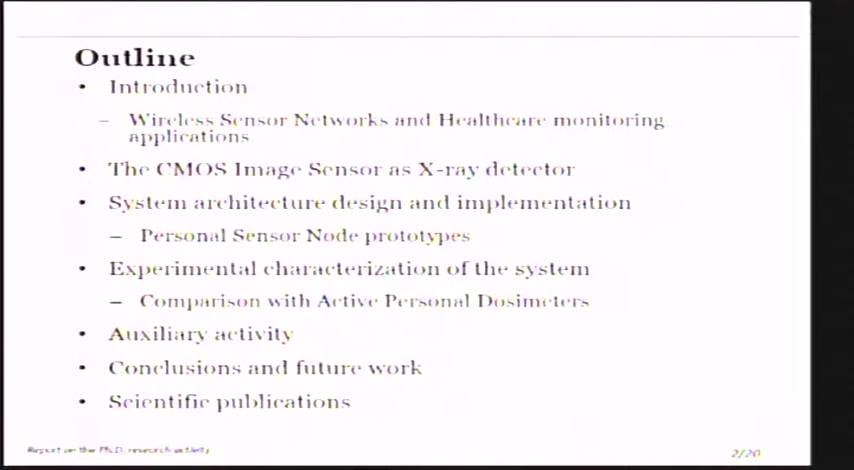 Outline
• Introduction
– Wireless Sensor Networks and Healthcare monitoring
applications
• The CMOS Image Sensor as X-ray detector
• System architecture design and implementation
– Personal Sensor Node prototypes
• Experimental characterization of the system
– Comparison with Active Personal Dosimeters
• Auxiliary activity
• Conclusions and future work
• Scientific publications
Report on the Ph.D. research activity
2/20